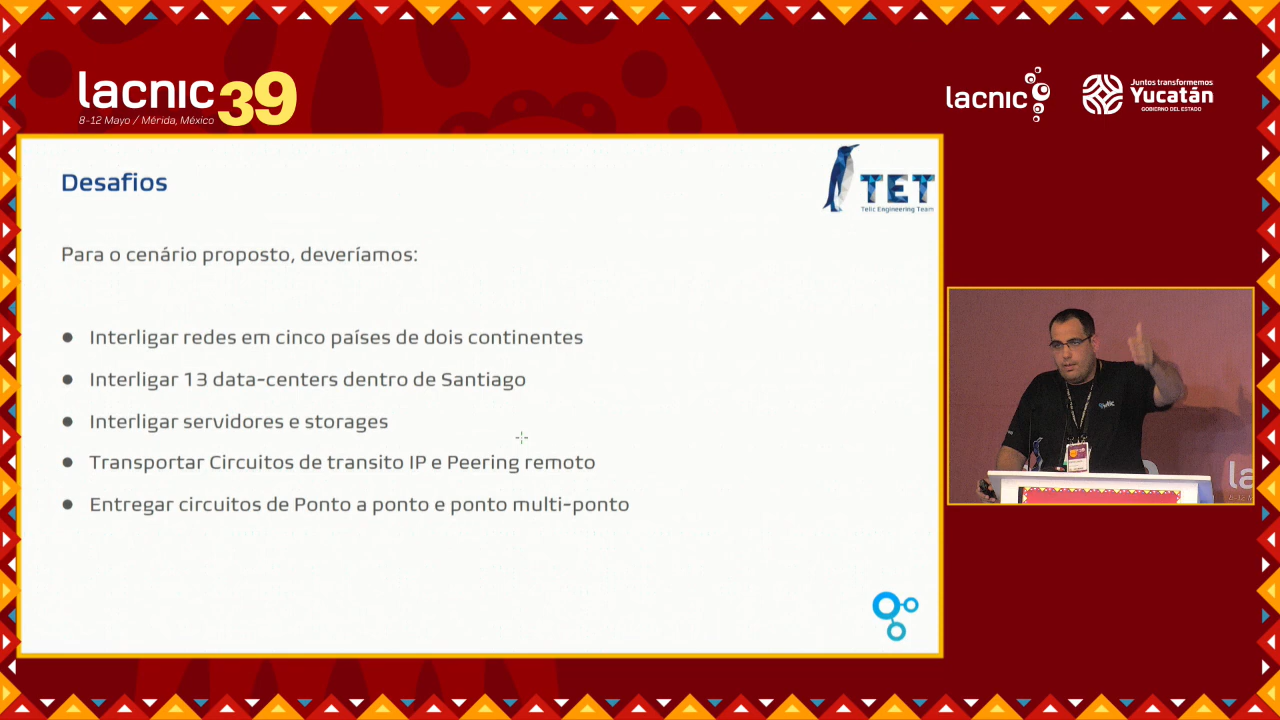 lacnic 39
8-12 Mayo / Mérida, México
lacnic
Juntos transformemos
Yucatán
GOBIERNO DEL ESTADO
Desafios
TET
Telic Engineering Team
Para o cenário proposto, deveríamos:
● Interligar redes em cinco países de dois continentes
● Interligar 13 data-centers dentro de Santiago
● Interligar servidores e storages
● Transportar Circuitos de transito IP e Peering remoto
● Entregar circuitos de Ponto a ponto e ponto multi-ponto